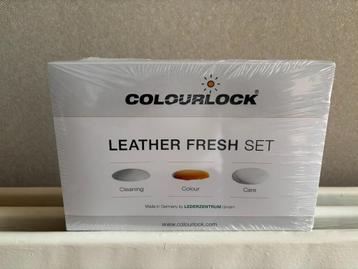 COLOURLOCK®
LEATHER FRESH SET
Cleaning Colour Care
Made in Germany by LEDERZENTRUM GmbH
www.colourlock.com